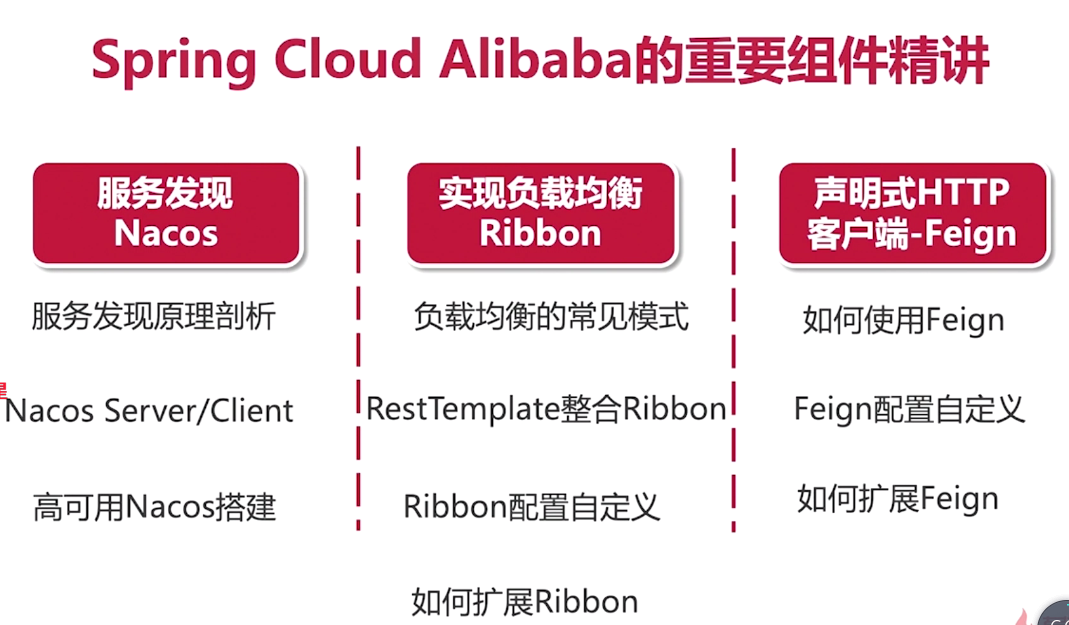 Spring Cloud Alibaba的重要组件精讲
服务发现
Nacos
服务发现原理剖析
Nacos Server/Client
高可用Nacos搭建
实现负载均衡
Ribbon
负载均衡的常见模式
RestTemplate整合Ribbon
Ribbon配置自定义
如何扩展Ribbon
声明式HTTP
客户端-Feign
如何使用Feign
Feign配置自定义
如何扩展Feign